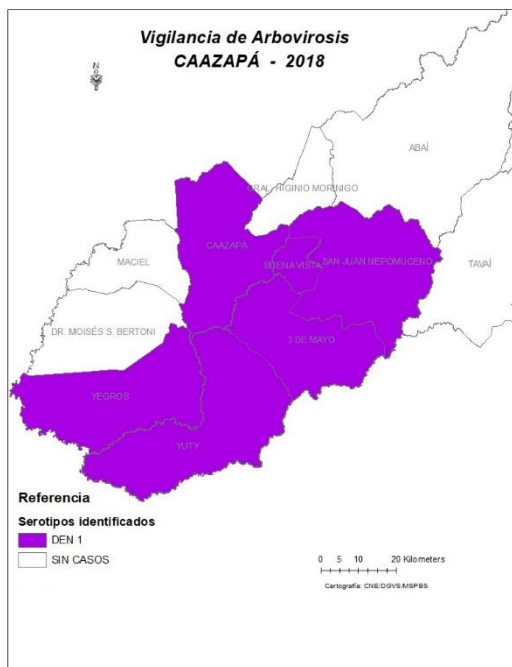 Vigilancia de Arbovirosis
CAAZAPÁ - 2018
N
ABAÍ
GRAL. HIGINIO MORINIGO
CAAZAPÁ
BUENA VISTA
SAN JUAN NEPOMUCENO
MACIEL
TAVAÍ
DR. MOISÉS S. BERTONI
3 DE MAYO
YEGROS
YUTY
Referencia
Serotipos identificados
DEN 1
SIN CASOS
0 5 10 20 Kilometers
Cartografía: CNE/DGVS/MSPBS